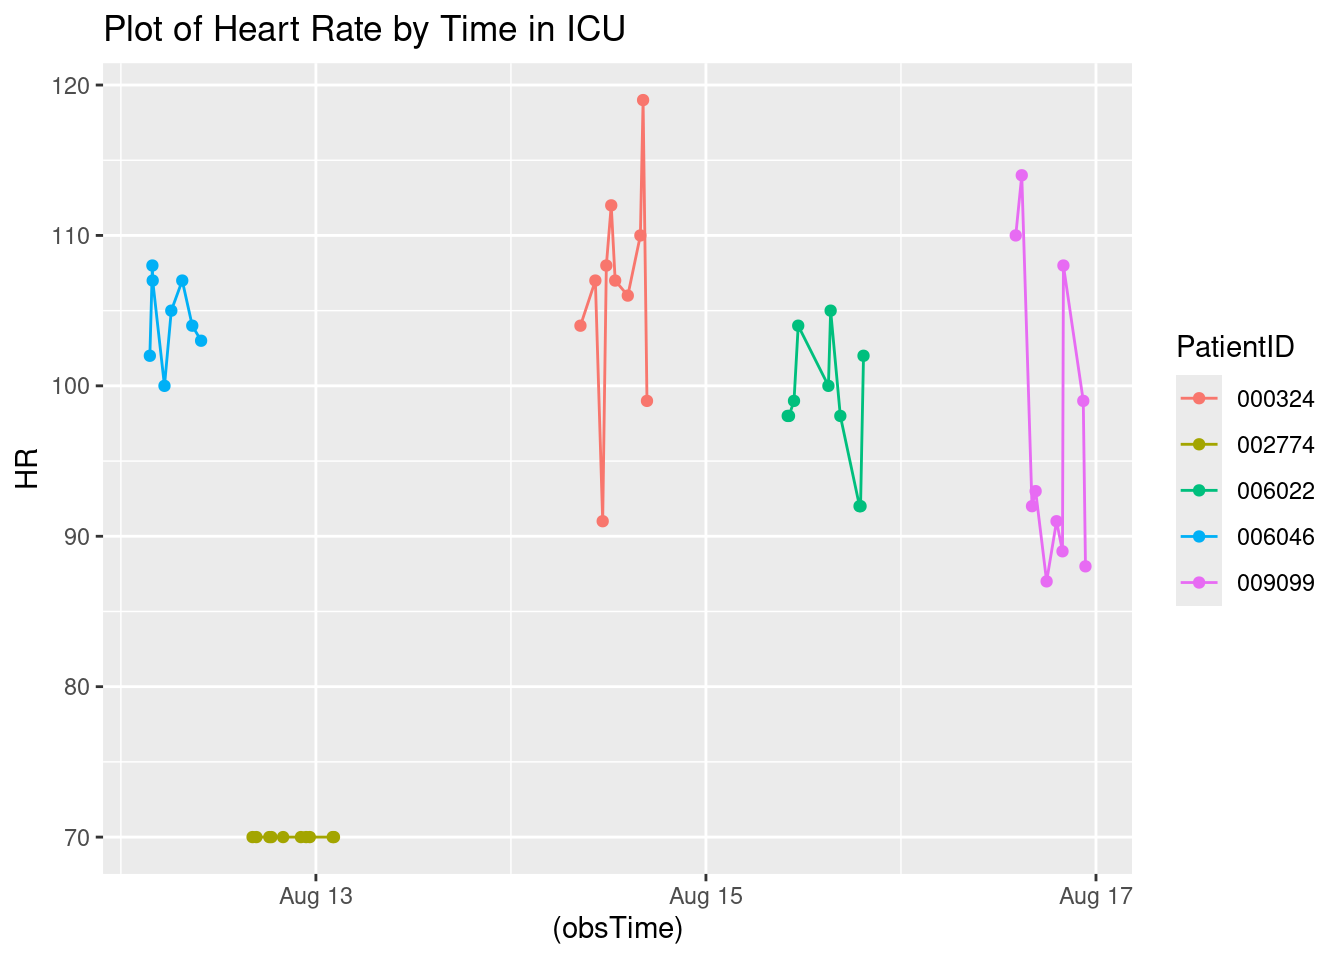 Plot of Heart Rate by Time in ICU
120
110
100
90
80
70
HR
Aug 13
Aug 15
Aug 17
(obsTime)
PatientID
000324
002774
006022
006046
009099